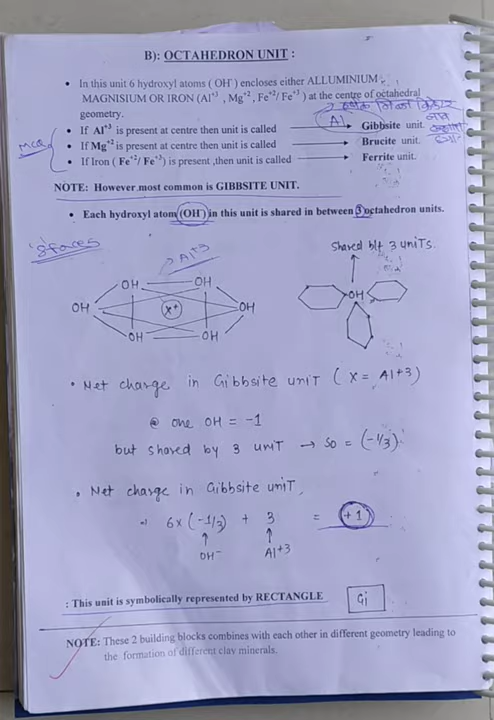 B): OCTAHEDRON UNIT :
• In this unit 6 hydroxyl atoms ( OH⁻) encloses either ALLUMINIUM,
MAGNISIUM OR IRON (Al⁺³ , Mg⁺², Fe⁺²/ Fe⁺³ ) at the centre of octahedral
geometry.
Al
• If Al⁺³ is present at centre then unit is called → Gibbsite unit.
MCQ
• If Mg⁺² is present at centre then unit is called → Brucite unit.
• If Iron ( Fe⁺²/ Fe⁺³) is present ,then unit is called → Ferrite unit.
NOTE: However most common is GIBBSITE UNIT.
• Each hydroxyl atom (OH⁻) in this unit is shared in between 3 octahedron units.
8 faces
Al+3
Shared b/t 3 uniTs.
OH OH
OH x+ OH
OH OH
OH
• Net charge in Gibbsite uniT ( x = Al+3)
@ one OH = -1
but shared by 3 uniT → so = (-1/3).
• Net charge in Gibbsite uniT,
⇒ 6x (-1/3) + 3 = +1
↑ ↑
OH⁻ Al+3
: This unit is symbolically represented by RECTANGLE
Gi
NOTE: These 2 building blocks combines with each other in different geometry leading to
the formation of different clay minerals.